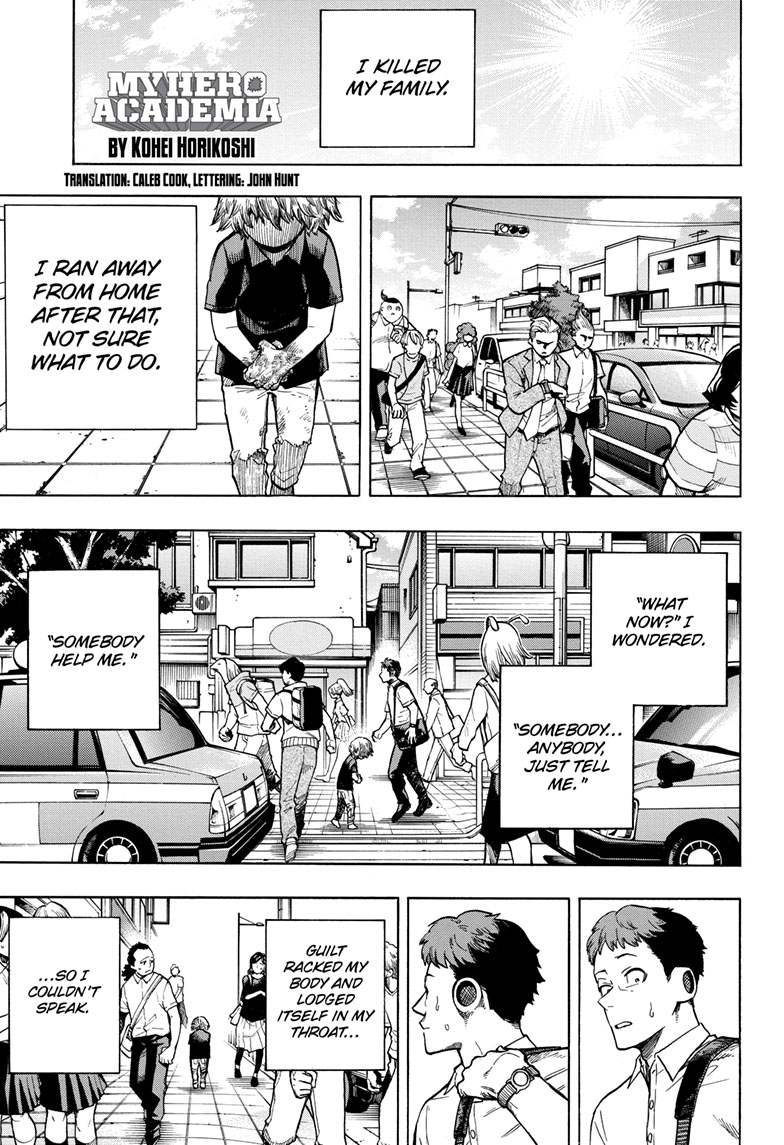 I KILLED
MY FAMILY.
MY HERO
ACADEMIA
BY KOHEI HORIKOSHI
TRANSLATION: CALEB COOK, LETTERING: JOHN HUNT
I RAN AWAY
FROM HOME
AFTER THAT,
NOT SURE
WHAT TO DO.
"WHAT
NOW?" I
WONDERED.
"SOMEBODY...
ANYBODY,
JUST TELL
ME."
"SOMEBODY
HELP ME."
GUILT
RACKED MY
BODY AND
LODGED
ITSELF IN MY
THROAT...
...SO I
COULDN'T
SPEAK.